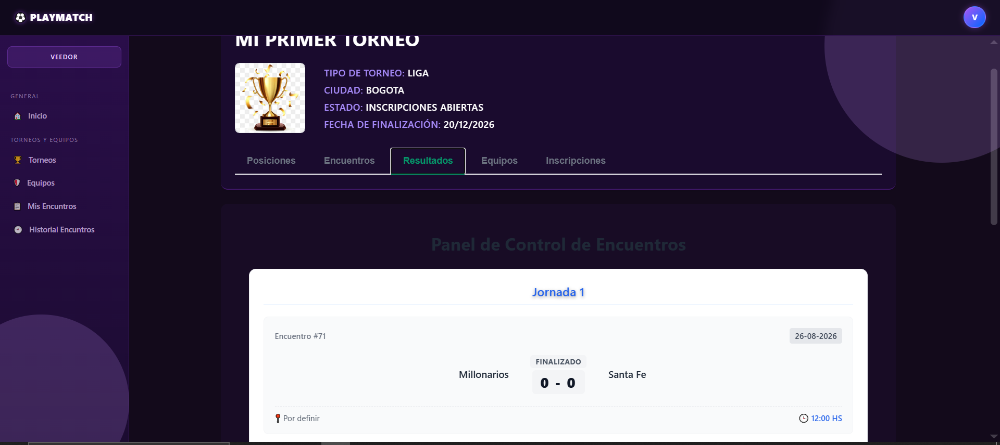 PLAYMATCH
V
VEEDOR
GENERAL
Inicio
TORNEOS Y EQUIPOS
Torneos
Equipos
Mis Encuntros
Historial Encuntros
MI PRIMER TORNEO
TIPO DE TORNEO: LIGA
CIUDAD: BOGOTA
ESTADO: INSCRIPCIONES ABIERTAS
FECHA DE FINALIZACIÓN: 20/12/2026
Posiciones Encuentros Resultados Equipos Inscripciones
Panel de Control de Encuentros
Jornada 1
Encuentro #71 26-08-2026
FINALIZADO
Millonarios 0 - 0 Santa Fe
Por definir 12:00 HS